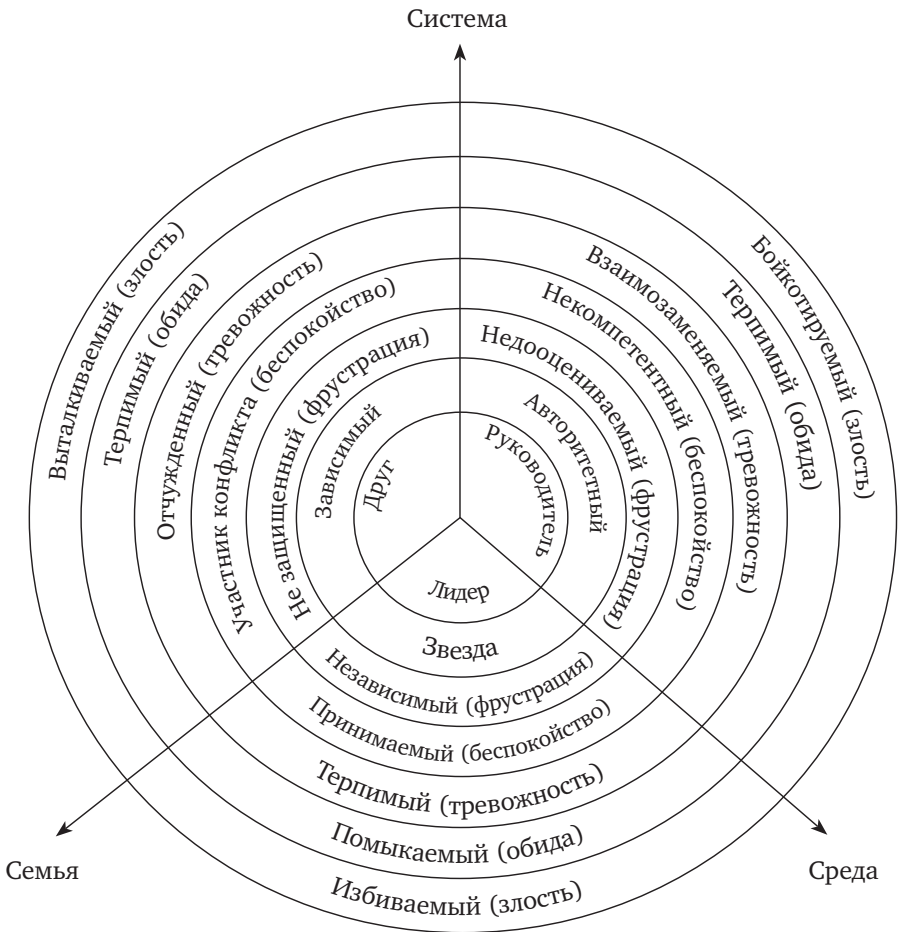 Система
Выталкиваемый (злость)
Терпимый (обида)
Отчужденный (тревожность)
Участник конфликта (беспокойство)
Не защищенный (фрустрация)
Зависимый
Друг
Бойкотируемый (злость)
Терпимый (обида)
Взаимозаменяемый (тревожность)
Некомпетентный (беспокойство)
Недооцениваемый (фрустрация)
Авторитетный
Руководитель
Лидер
Звезда
Независимый (фрустрация)
Принимаемый (беспокойство)
Терпимый (тревожность)
Помыкаемый (обида)
Избиваемый (злость)
Семья
Среда